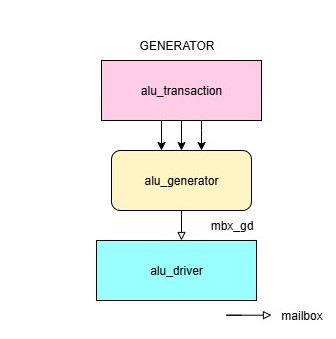 GENERATOR
alu_transaction
alu_generator
mbx_gd
alu_driver
mailbox